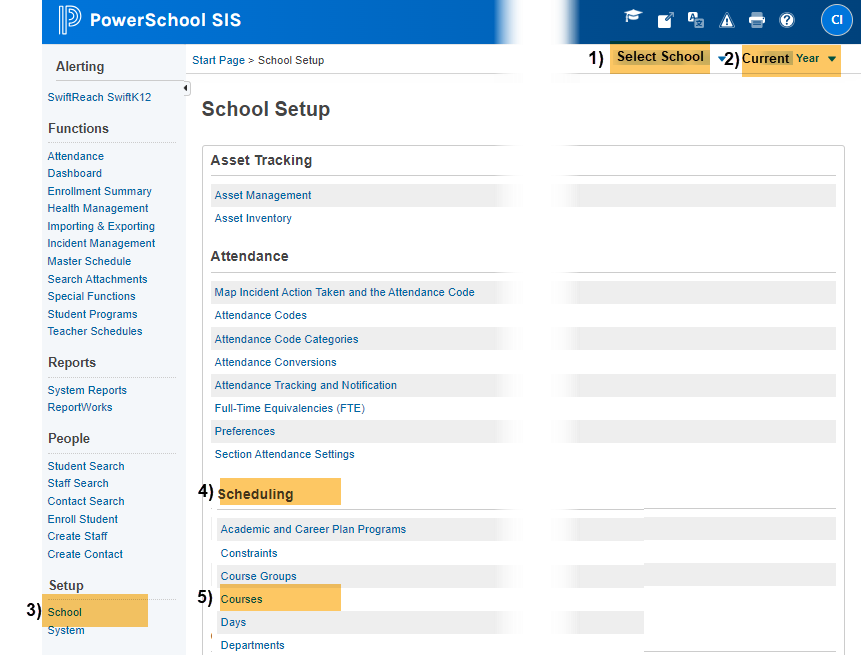 PowerSchool SIS
CI
Start Page > School Setup
1) Select School
2) Current Year
Alerting
SwiftReach SwiftK12
Functions
Attendance
Dashboard
Enrollment Summary
Health Management
Importing & Exporting
Incident Management
Master Schedule
Search Attachments
Special Functions
Student Programs
Teacher Schedules
Reports
System Reports
ReportWorks
People
Student Search
Staff Search
Contact Search
Enroll Student
Create Staff
Create Contact
Setup
3) School
System
School Setup
Asset Tracking
Asset Management
Asset Inventory
Attendance
Map Incident Action Taken and the Attendance Code
Attendance Codes
Attendance Code Categories
Attendance Conversions
Attendance Tracking and Notification
Full-Time Equivalencies (FTE)
Preferences
Section Attendance Settings
4) Scheduling
Academic and Career Plan Programs
Constraints
Course Groups
5) Courses
Days
Departments